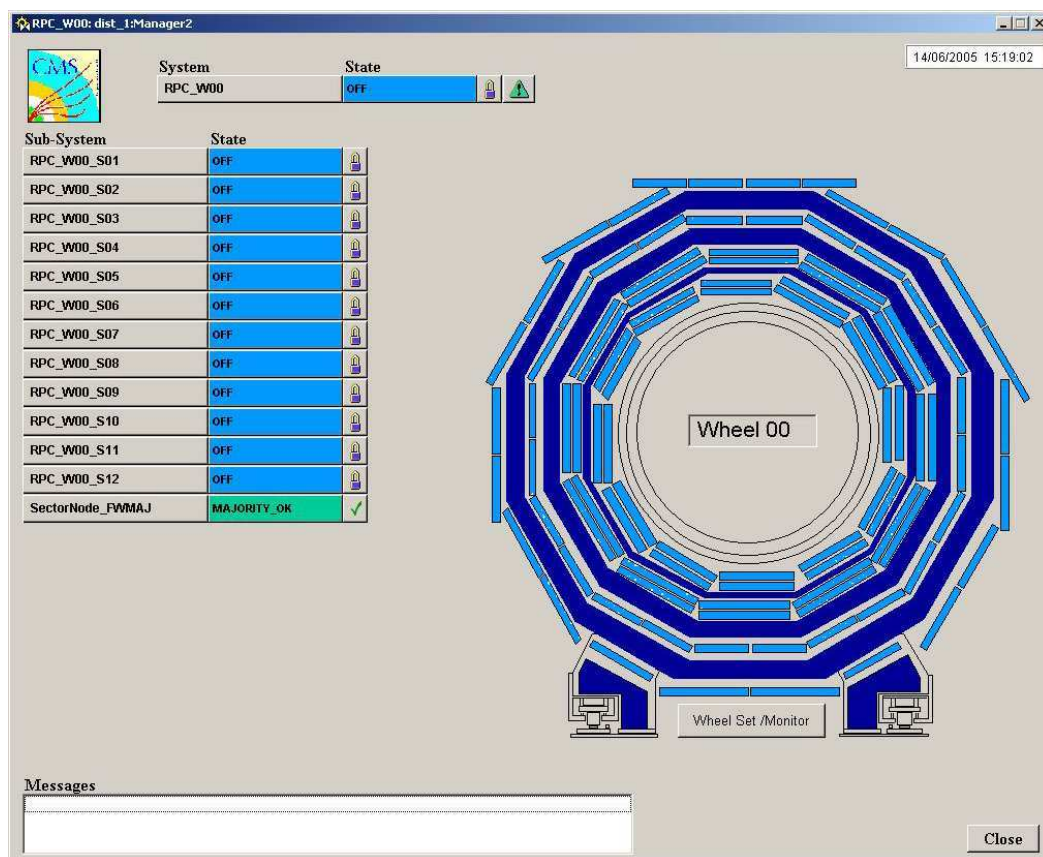 RPC_W00: dist_1:Manager2
14/06/2005 15:19:02
CMS
System State
RPC_W00 OFF
Sub-System State
RPC_W00_S01 OFF
RPC_W00_S02 OFF
RPC_W00_S03 OFF
RPC_W00_S04 OFF
RPC_W00_S05 OFF
RPC_W00_S06 OFF
RPC_W00_S07 OFF
RPC_W00_S08 OFF
RPC_W00_S09 OFF
RPC_W00_S10 OFF
RPC_W00_S11 OFF
RPC_W00_S12 OFF
SectorNode_FWMAJ MAJORITY_OK
Wheel 00
Wheel Set /Monitor
Messages
Close